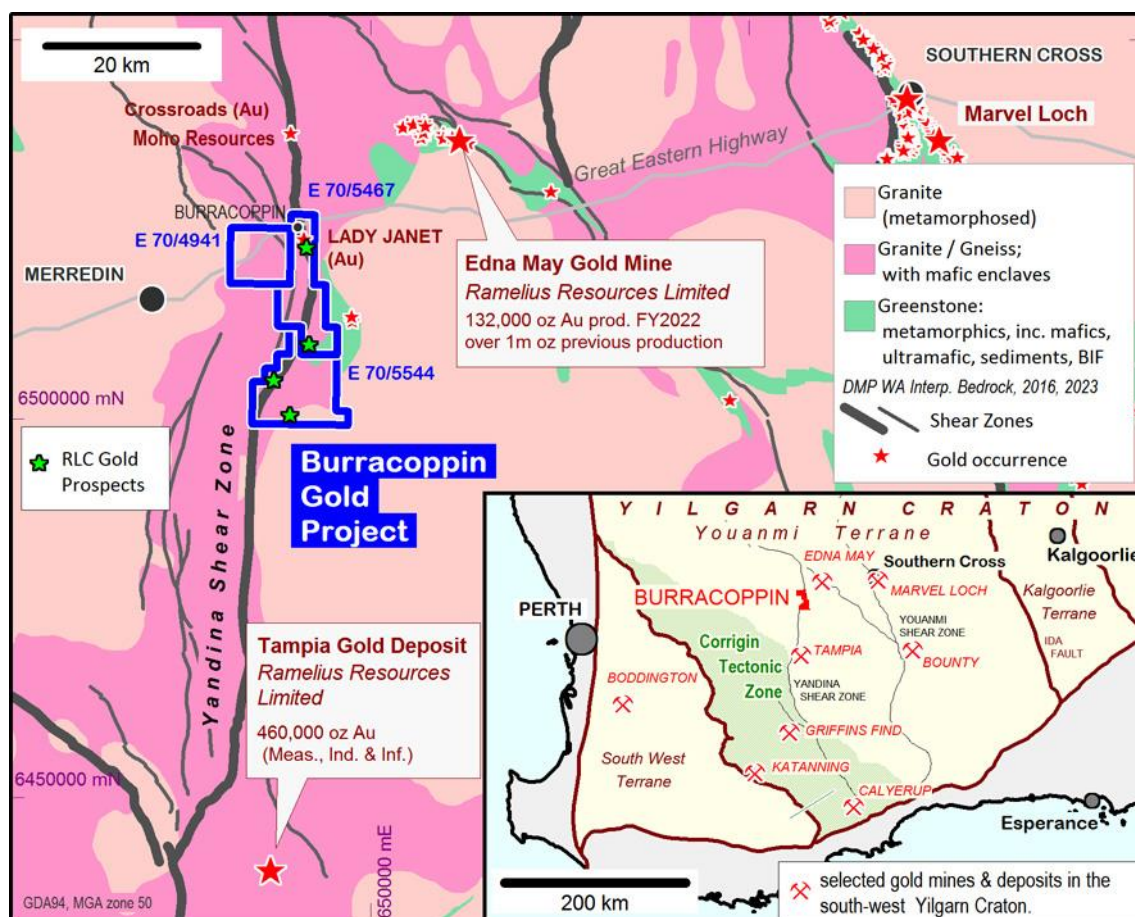 20 km
Crossroads (Au)
Moho Resources
SOUTHERN CROSS
Marvel Loch
Great Eastern Highway
E 70/5467
BURRACOPPIN
E 70/4941
LADY JANET
(Au)
MERREDIN
Edna May Gold Mine
Ramelius Resources Limited
132,000 oz Au prod. FY2022
over 1m oz previous production
E 70/5544
6500000 mN
Granite
(metamorphosed)
Granite / Gneiss;
with mafic enclaves
Greenstone:
metamorphics, inc. mafics,
ultramafic, sediments, BIF
DMP WA Interp. Bedrock, 2016, 2023
Shear Zones
Gold occurrence
RLC Gold
Prospects
Burracoppin
Gold
Project
Yandina Shear Zone
Tampia Gold Deposit
Ramelius Resources
Limited
460,000 oz Au
(Meas., Ind. & Inf.)
6450000 mN
650000 mE
GDA94, MGA zone 50
YILGARN CRATON
Youanmi Terrane
EDNA MAY
Southern Cross
Kalgoorlie
MARVEL LOCH
BURRACOPPIN
PERTH
Kalgoorlie
Terrane
YOUANMI
SHEAR ZONE
IDA
FAULT
Corrigin
Tectonic
Zone
TAMPIA
BOUNTY
BODDINGTON
YANDINA
SHEAR ZONE
GRIFFINS FIND
South West
Terrane
KATANNING
CALYERUP
Esperance
200 km
selected gold mines & deposits in the
south-west Yilgarn Craton.